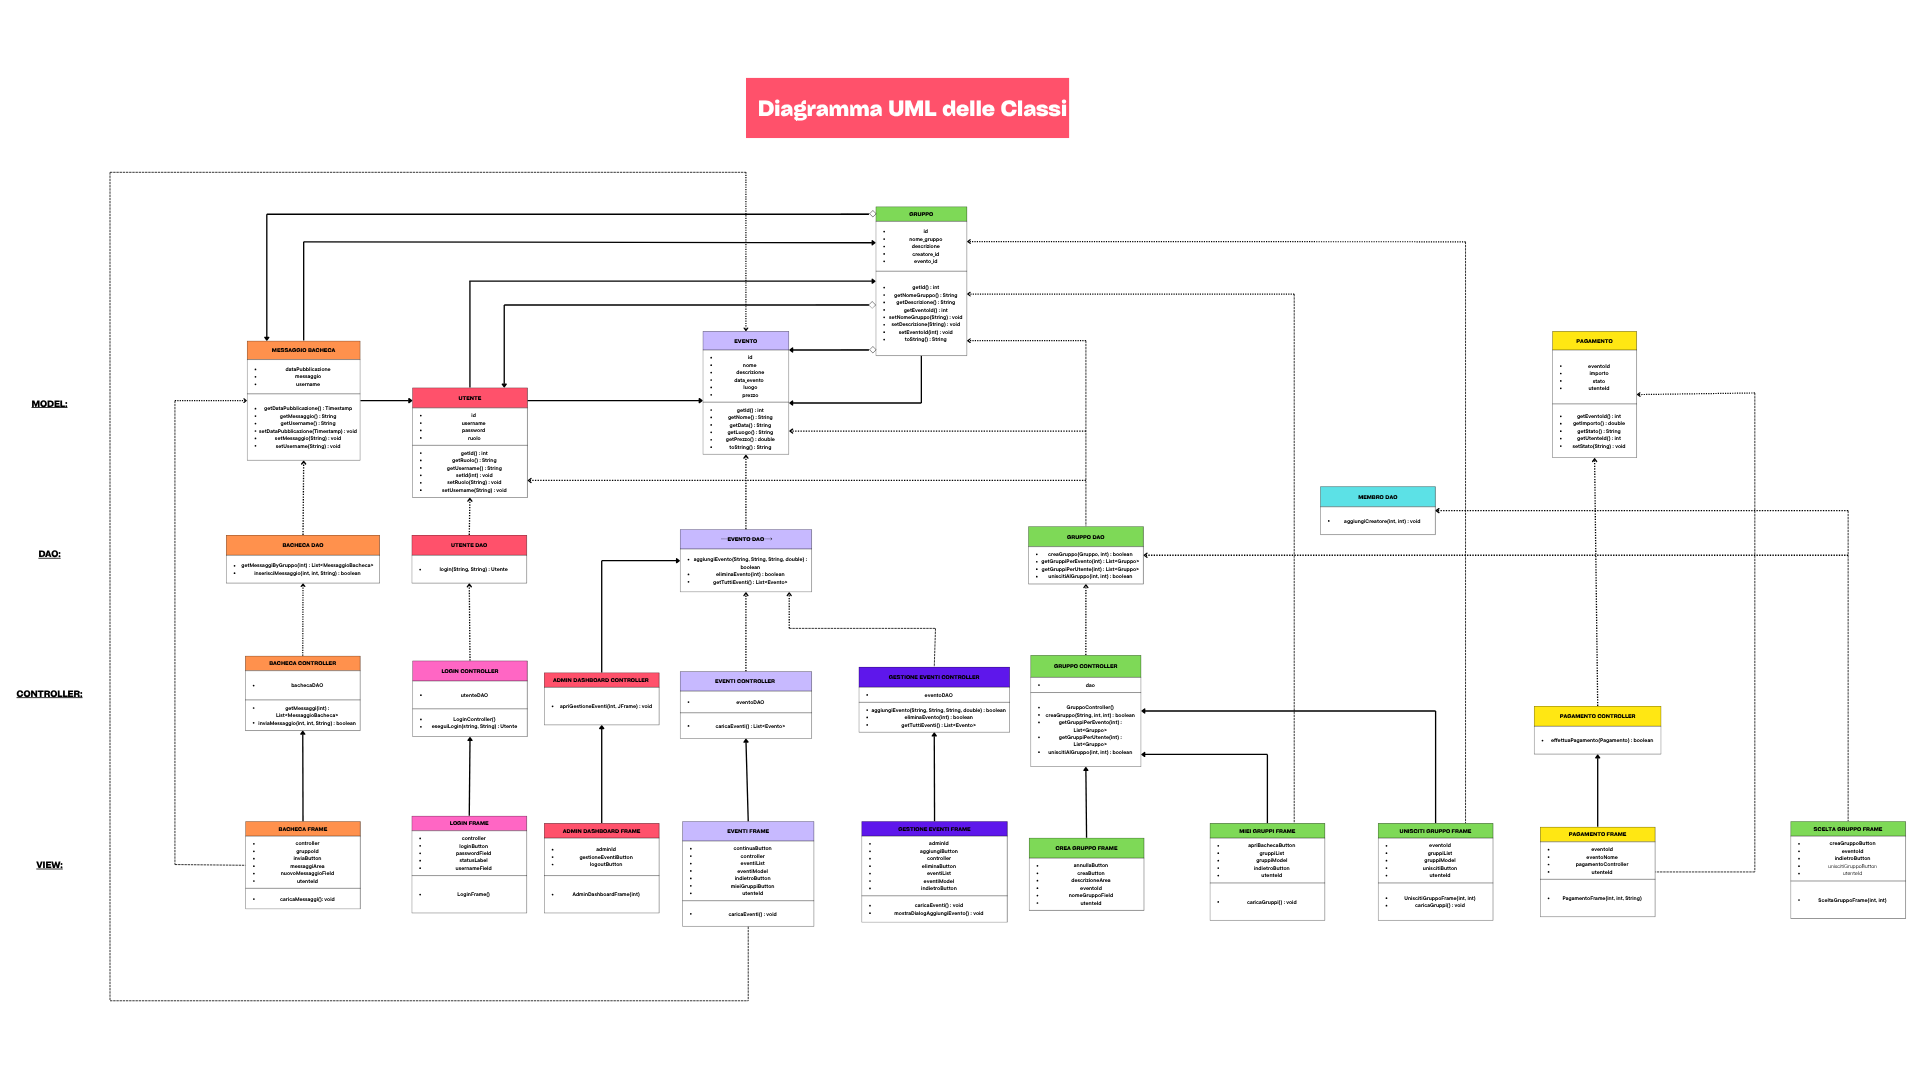 Diagramma UML delle Classi
MODEL:
GRUPPO
id
nome_gruppo
descrizione
creatore_id
evento_id
getId() : int
getNomeGruppo() : String
getDescrizione() : String
getEventoId() : int
setNomeGruppo(String) : void
setDescrizione(String) : void
setEventoId(int) : void
toString() : String
MESSAGGIO BACHECA
dataPubblicazione
messaggio
username
getDataPubblicazione() : Timestamp
getMessaggio() : String
getUsername() : String
setDataPubblicazione(Timestamp) : void
setMessaggio(String) : void
setUsername(String) : void
UTENTE
id
username
password
ruolo
getId() : int
getRuolo() : String
getUsername() : String
setId(int) : void
setRuolo(String) : void
setUsername(String) : void
EVENTO
id
nome
descrizione
data_evento
luogo
prezzo
getId() : int
getNome() : String
getData() : String
getLuogo() : String
getPrezzo() : double
toString() : String
PAGAMENTO
eventoId
importo
stato
utenteId
getEventoId() : int
getImporto() : double
getStato() : String
getUtenteId() : int
setStato(String) : void
DAO:
BACHECA DAO
getMessaggiByGruppo(int) : List<MessaggioBacheca>
inserisciMessaggio(int, int, String) : boolean
UTENTE DAO
login(String, String) : Utente
EVENTO DAO
aggiungiEvento(String, String, String, double) :
boolean
eliminaEvento(int) : boolean
getTuttiEventi() : List<Evento>
GRUPPO DAO
creaGruppo(Gruppo, int) : boolean
getGruppiPerEvento(int) : List<Gruppo>
getGruppiPerUtente(int) : List<Gruppo>
unisciitiAlGruppo(int, int) : boolean
MEMBRO DAO
aggiungiCreatore(int, int) : void
CONTROLLER:
BACHECA CONTROLLER
bachecaDAO
getMessaggi(int) :
List<MessaggioBacheca>
inviaMessaggio(int, int, String) : boolean
LOGIN CONTROLLER
utenteDAO
LoginController()
eseguiLogin(string, String) : Utente
ADMIN DASHBOARD CONTROLLER
apriGestioneEventi(int, JFrame) : void
EVENTI CONTROLLER
eventoDAO
caricaEventi() : List<Evento>
GESTIONE EVENTI CONTROLLER
eventoDAO
aggiungiEvento(String, String, String, double) : boolean
eliminaEvento(int) : boolean
getTuttiEventi() : List<Evento>
GRUPPO CONTROLLER
dao
GruppoController()
creaGruppo(String, int, int) : boolean
getGruppiPerEvento(int) :
List<Gruppo>
getGruppiPerUtente(int) :
List<Gruppo>
unisciitiAlGruppo(int, int) : boolean
PAGAMENTO CONTROLLER
effettuaPagamento(Pagamento) : boolean
VIEW:
BACHECA FRAME
controller
gruppoId
inviaButton
messaggiArea
nuovoMessaggioField
utenteId
caricaMessaggi(): void
LOGIN FRAME
controller
loginButton
passwordField
statusLabel
usernameField
LoginFrame()
ADMIN DASHBOARD FRAME
adminId
gestioneEventiButton
logoutButton
AdminDashboardFrame(int)
EVENTI FRAME
continuaButton
controller
eventiList
eventiModel
indietroButton
mieiGruppiButton
utenteId
caricaEventi() : void
GESTIONE EVENTI FRAME
adminId
aggiungiButton
controller
eliminaButton
eventiList
eventiModel
indietroButton
caricaEventi() : void
mostraDialogAggiungiEvento() : void
CREA GRUPPO FRAME
annullaButton
creaButton
descrizioneArea
eventoId
nomeGruppoField
utenteId
MIEI GRUPPI FRAME
apriBachecaButton
gruppiList
gruppiModel
indietroButton
utenteId
caricaGruppi() : void
UNISCITI GRUPPO FRAME
eventoId
gruppiList
gruppiModel
unisciitiButton
utenteId
UniscitiGruppoFrame(int, int)
caricaGruppi() : void
PAGAMENTO FRAME
eventoId
eventoNome
pagamentoController
utenteId
PagamentoFrame(int, int, String)
SCELTA GRUPPO FRAME
creaGruppoButton
eventoId
indietroButton
uniscitiGruppoButton
utenteId
SceltaGruppoFrame(int, int)